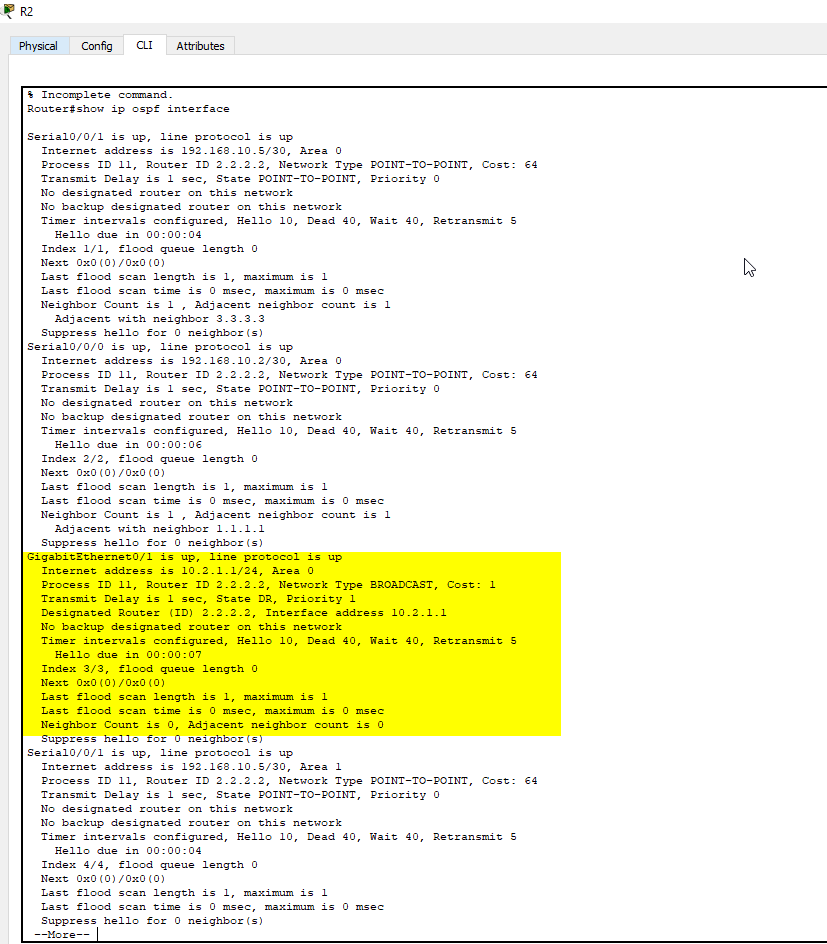 R2
Physical Config CLI Attributes
% Incomplete command.
Router#show ip ospf interface
Serial0/0/1 is up, line protocol is up
Internet address is 192.168.10.5/30, Area 0
Process ID 11, Router ID 2.2.2.2, Network Type POINT-TO-POINT, Cost: 64
Transmit Delay is 1 sec, State POINT-TO-POINT, Priority 0
No designated router on this network
No backup designated router on this network
Timer intervals configured, Hello 10, Dead 40, Wait 40, Retransmit 5
Hello due in 00:00:04
Index 1/1, flood queue length 0
Next 0x0(0)/0x0(0)
Last flood scan length is 1, maximum is 1
Last flood scan time is 0 msec, maximum is 0 msec
Neighbor Count is 1 , Adjacent neighbor count is 1
Adjacent with neighbor 3.3.3.3
Suppress hello for 0 neighbor(s)
Serial0/0/0 is up, line protocol is up
Internet address is 192.168.10.2/30, Area 0
Process ID 11, Router ID 2.2.2.2, Network Type POINT-TO-POINT, Cost: 64
Transmit Delay is 1 sec, State POINT-TO-POINT, Priority 0
No designated router on this network
No backup designated router on this network
Timer intervals configured, Hello 10, Dead 40, Wait 40, Retransmit 5
Hello due in 00:00:06
Index 2/2, flood queue length 0
Next 0x0(0)/0x0(0)
Last flood scan length is 1, maximum is 1
Last flood scan time is 0 msec, maximum is 0 msec
Neighbor Count is 1 , Adjacent neighbor count is 1
Adjacent with neighbor 1.1.1.1
Suppress hello for 0 neighbor(s)
GigabitEthernet0/1 is up, line protocol is up
Internet address is 10.2.1.1/24, Area 0
Process ID 11, Router ID 2.2.2.2, Network Type BROADCAST, Cost: 1
Transmit Delay is 1 sec, State DR, Priority 1
Designated Router (ID) 2.2.2.2, Interface address 10.2.1.1
No backup designated router on this network
Timer intervals configured, Hello 10, Dead 40, Wait 40, Retransmit 5
Hello due in 00:00:07
Index 3/3, flood queue length 0
Next 0x0(0)/0x0(0)
Last flood scan length is 1, maximum is 1
Last flood scan time is 0 msec, maximum is 0 msec
Neighbor Count is 0, Adjacent neighbor count is 0
Suppress hello for 0 neighbor(s)
Serial0/0/1 is up, line protocol is up
Internet address is 192.168.10.5/30, Area 1
Process ID 11, Router ID 2.2.2.2, Network Type POINT-TO-POINT, Cost: 64
Transmit Delay is 1 sec, State POINT-TO-POINT, Priority 0
No designated router on this network
No backup designated router on this network
Timer intervals configured, Hello 10, Dead 40, Wait 40, Retransmit 5
Hello due in 00:00:04
Index 4/4, flood queue length 0
Next 0x0(0)/0x0(0)
Last flood scan length is 1, maximum is 1
Last flood scan time is 0 msec, maximum is 0 msec
Suppress hello for 0 neighbor(s)
--More--